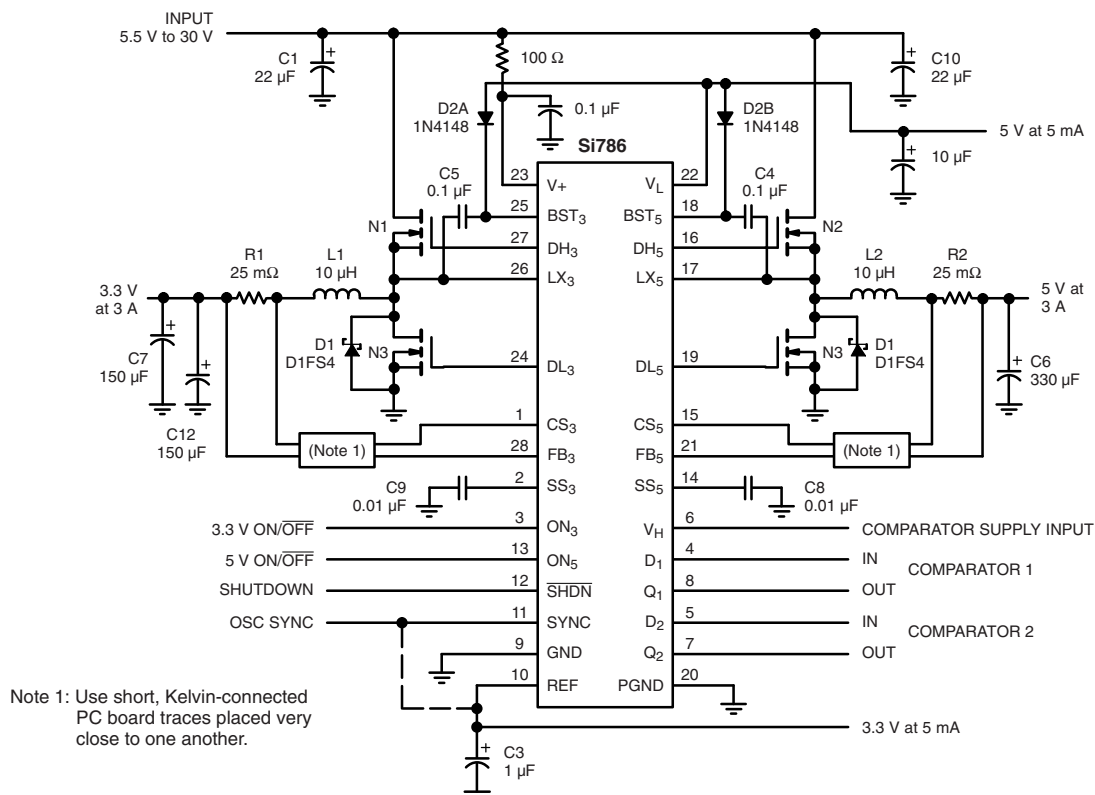 INPUT
5.5 V to 30 V
C1
22 µF
+
100 Ω
+
C10
22 µF
D2A
1N4148
0.1 µF
D2B
1N4148
+
10 µF
5 V at 5 mA
Si786
C5
0.1 µF
C4
0.1 µF
23
V+
VL
22
25
BST3
BST5
18
N1
27
DH3
DH5
16
N2
26
LX3
LX5
17
R1
25 mΩ
L1
10 µH
L2
10 µH
R2
25 mΩ
3.3 V
at 3 A
5 V at
3 A
+
C7
150 µF
+
C12
150 µF
D1
D1FS4
N3
24
DL3
DL5
19
N3
D1
D1FS4
+
C6
330 µF
1
CS3
CS5
15
(Note 1)
28
FB3
FB5
21
(Note 1)
C9
0.01 µF
2
SS3
SS5
14
C8
0.01 µF
3.3 V ON/OFF
3
ON3
VH
6
COMPARATOR SUPPLY INPUT
5 V ON/OFF
13
ON5
D1
4
IN
COMPARATOR 1
SHUTDOWN
12
SHDN
Q1
8
OUT
OSC SYNC
11
SYNC
D2
5
IN
COMPARATOR 2
9
GND
Q2
7
OUT
10
REF
PGND
20
Note 1: Use short, Kelvin-connected
PC board traces placed very
close to one another.
3.3 V at 5 mA
C3
1 µF
+